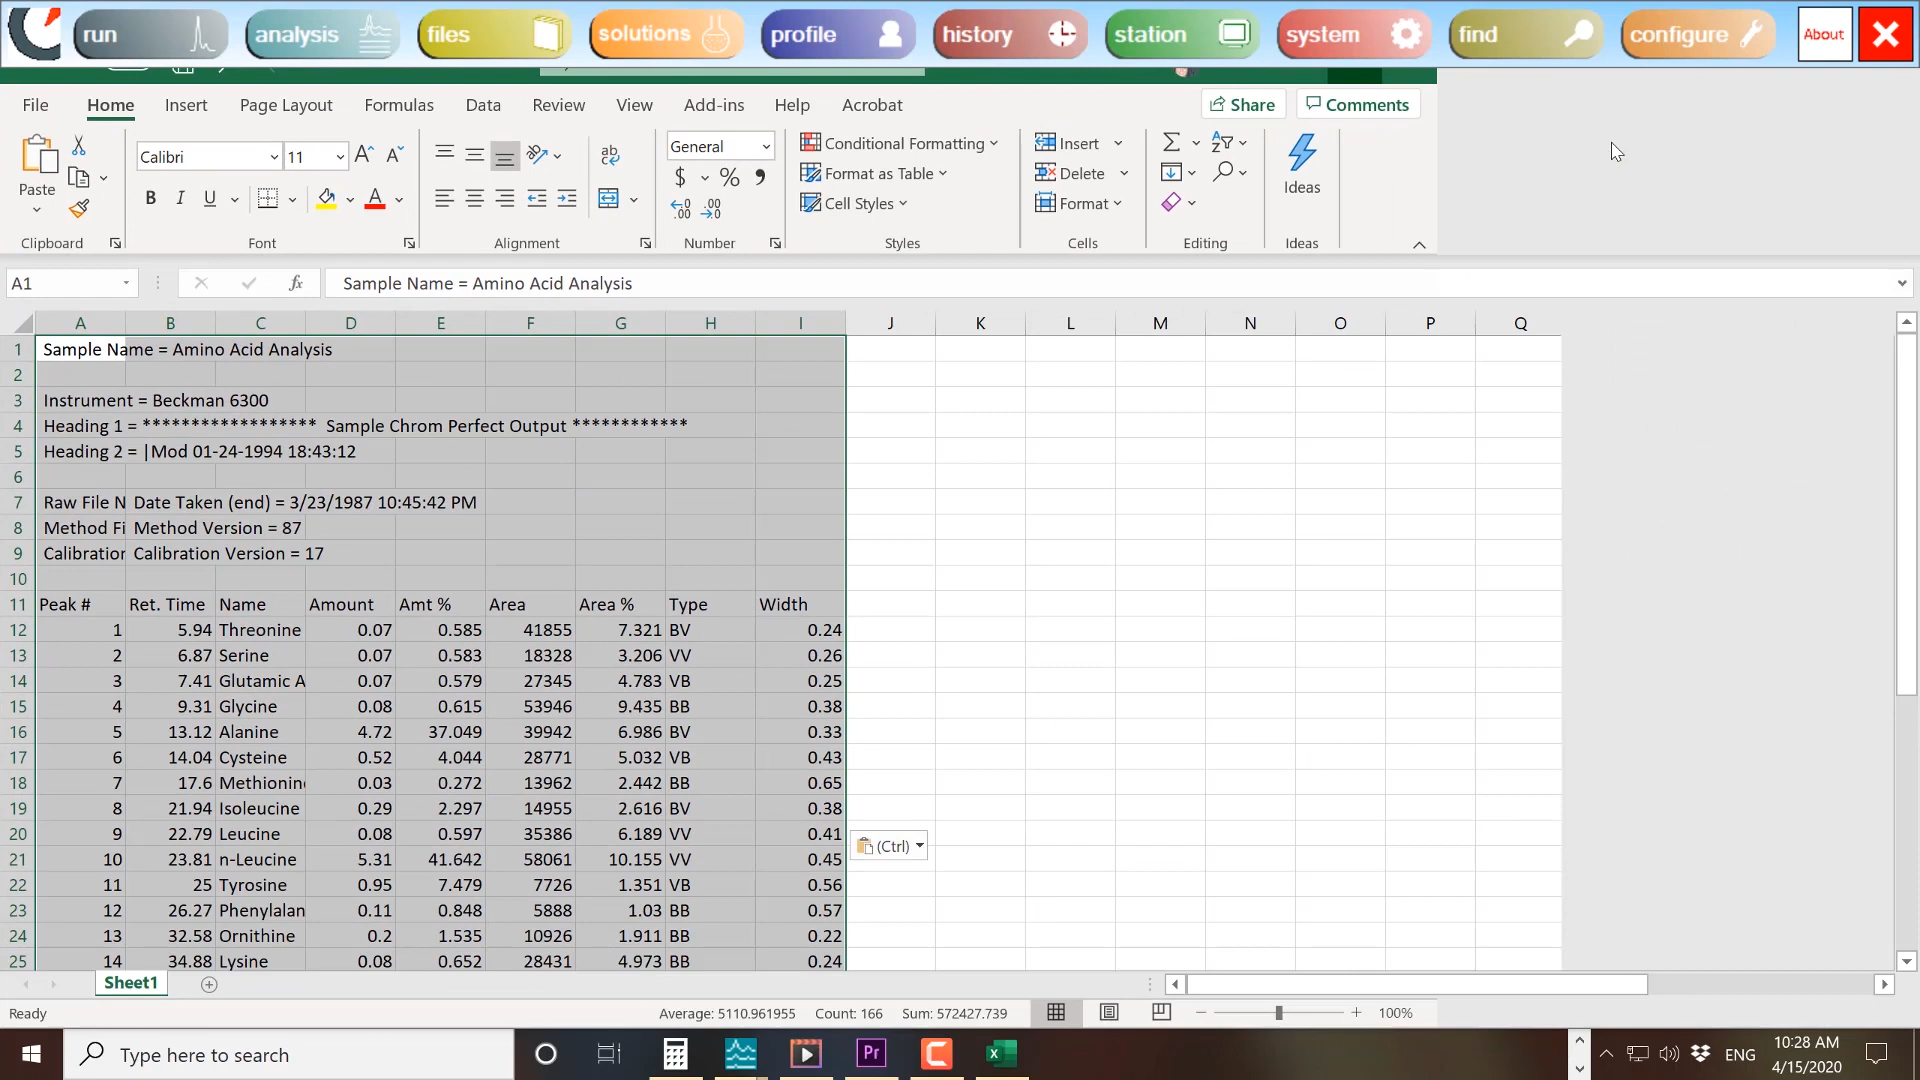 run analysis files solutions profile history station system find configure About
File Home Insert Page Layout Formulas Data Review View Add-ins Help Acrobat Share Comments
Paste Calibri 11 General Conditional Formatting Insert
B I U A $ % Format as Table Delete Ideas
Cell Styles Format
Clipboard Font Alignment Number Styles Cells Editing Ideas
A1 fx Sample Name = Amino Acid Analysis
A B C D E F G H I J K L M N O P Q
1 Sample Name = Amino Acid Analysis
2
3 Instrument = Beckman 6300
4 Heading 1 = ****************** Sample Chrom Perfect Output ************
5 Heading 2 = |Mod 01-24-1994 18:43:12
6
7 Raw File N Date Taken (end) = 3/23/1987 10:45:42 PM
8 Method Fi Method Version = 87
9 Calibration Calibration Version = 17
10
11 Peak # Ret. Time Name Amount Amt % Area Area % Type Width
12 1 5.94 Threonine 0.07 0.585 41855 7.321 BV 0.24
13 2 6.87 Serine 0.07 0.583 18328 3.206 VV 0.26
14 3 7.41 Glutamic A 0.07 0.579 27345 4.783 VB 0.25
15 4 9.31 Glycine 0.08 0.615 53946 9.435 BB 0.38
16 5 13.12 Alanine 4.72 37.049 39942 6.986 BV 0.33
17 6 14.04 Cysteine 0.52 4.044 28771 5.032 VB 0.43
18 7 17.6 Methionin 0.03 0.272 13962 2.442 BB 0.65
19 8 21.94 Isoleucine 0.29 2.297 14955 2.616 BV 0.38
20 9 22.79 Leucine 0.08 0.597 35386 6.189 VV 0.41
21 10 23.81 n-Leucine 5.31 41.642 58061 10.155 VV 0.45
22 11 25 Tyrosine 0.95 7.479 7726 1.351 VB 0.56
23 12 26.27 Phenylalan 0.11 0.848 5888 1.03 BB 0.57
24 13 32.58 Ornithine 0.2 1.535 10926 1.911 BB 0.22
25 14 34.88 Lysine 0.08 0.652 28431 4.973 BB 0.24
(Ctrl)
Sheet1
Ready Average: 5110.961955 Count: 166 Sum: 572427.739 100%
Type here to search Pr ENG 10:28 AM
4/15/2020